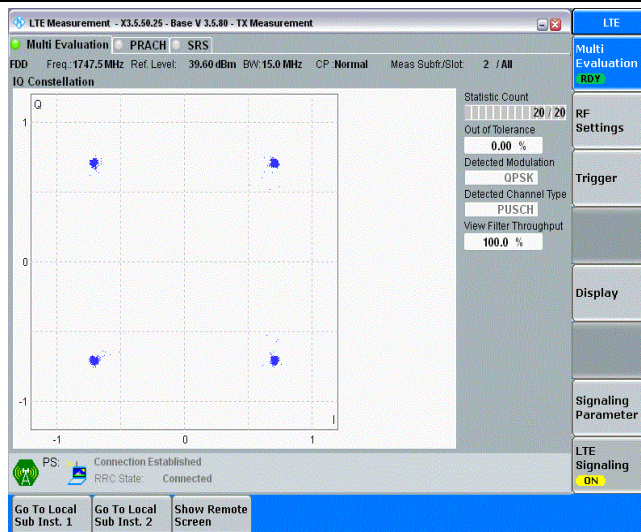 LTE Measurement - X3.5.50.25 - Base V 3.5.80 - TX Measurement
LTE
Multi Evaluation PRACH SRS
Multi
Evaluation
RDY
FDD Freq.:1747.5 MHz Ref. Level: 39.60 dBm BW:15.0 MHz CP :Normal Meas Subfr./Slot: 2 / All
IQ Constellation
Q
1
0
-1
-1
0
1
I
Statistic Count
20 / 20
Out of Tolerance
0.00 %
Detected Modulation
QPSK
Detected Channel Type
PUSCH
View Filter Throughput
100.0 %
RF
Settings
Trigger
Display
Signaling
Parameter
LTE
Signaling
ON
PS: Connection Established
RRC State: Connected
Go To Local
Sub Inst. 1
Go To Local
Sub Inst. 2
Show Remote
Screen